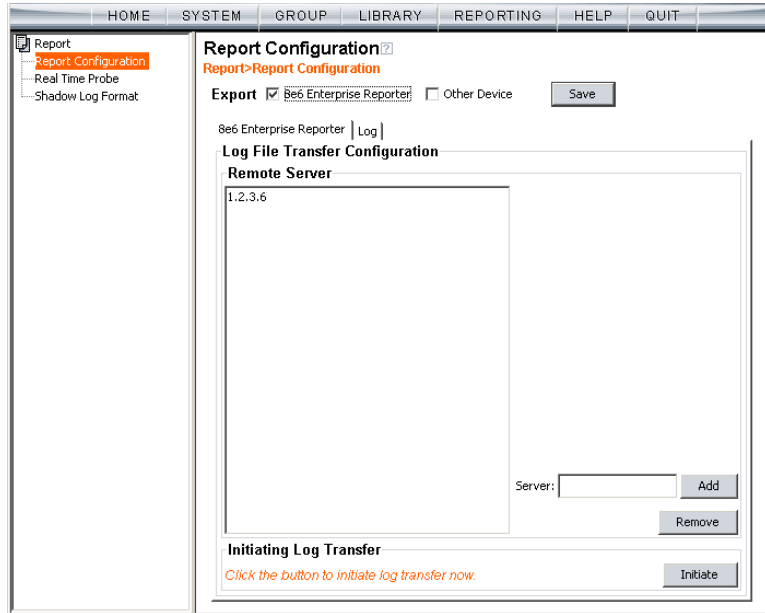 HOME SYSTEM GROUP LIBRARY REPORTING HELP QUIT
Report
Report Configuration
Real Time Probe
Shadow Log Format
Report Configuration?
Report>Report Configuration
Export 8e6 Enterprise Reporter Other Device Save
8e6 Enterprise Reporter Log
Log File Transfer Configuration
Remote Server
1.2.3.6
Server: Add
Remove
Initiating Log Transfer
Click the button to initiate log transfer now. Initiate